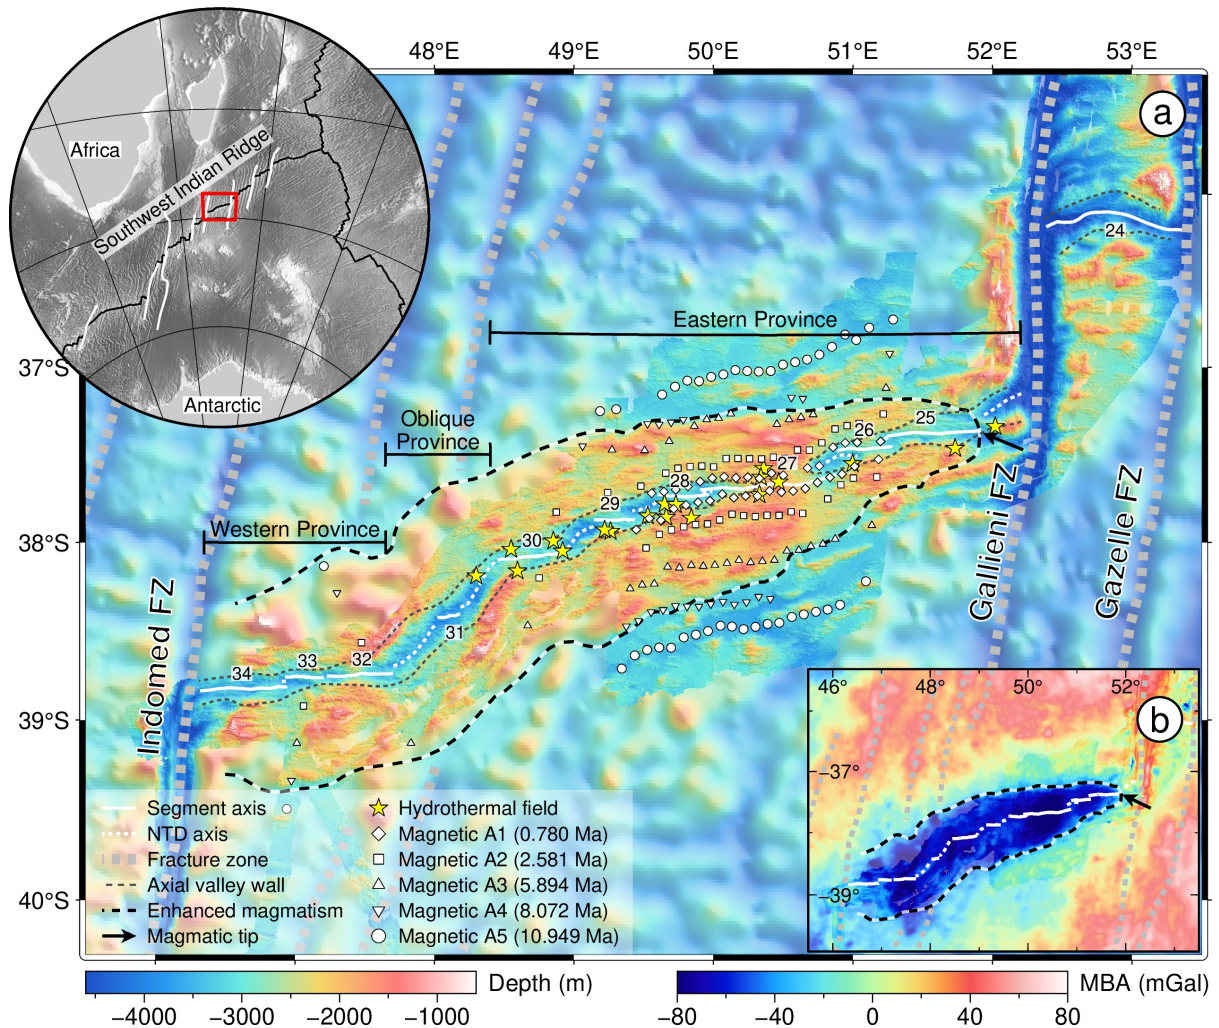 48°E
49°E
50°E
51°E
52°E
53°E
a
Africa
Southwest Indian Ridge
Antarctic
24
37°S
Eastern Province
Oblique
Province
25
26
27
28
29
Western Province
30
38°S
31
32
33
34
Indomed FZ
Gallieni FZ
Gazelle FZ
39°S
40°S
46°
48°
50°
52°
b
−37°
−39°
Segment axis
NTD axis
Fracture zone
Axial valley wall
Enhanced magmatism
Magmatic tip
Hydrothermal field
Magnetic A1 (0.780 Ma)
Magnetic A2 (2.581 Ma)
Magnetic A3 (5.894 Ma)
Magnetic A4 (8.072 Ma)
Magnetic A5 (10.949 Ma)
Depth (m)
−4000
−3000
−2000
−1000
MBA (mGal)
−80
−40
0
40
80